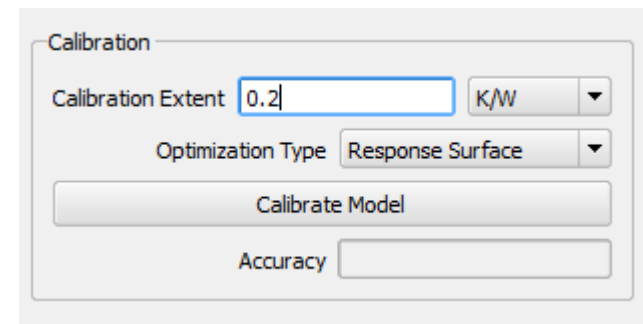 Calibration
Calibration Extent 0.2 K/W
Optimization Type Response Surface
Calibrate Model
Accuracy